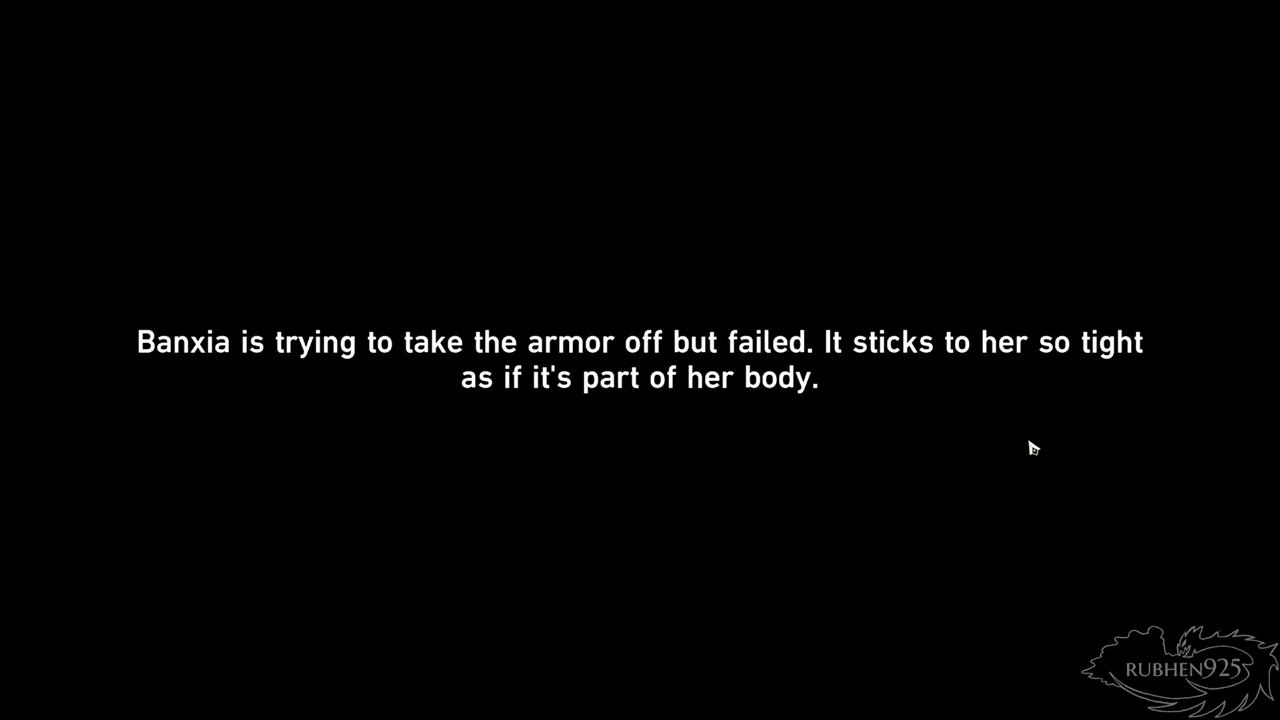 Banxia is trying to take the armor off but failed. It sticks to her so tight
as if it's part of her body.
RUBHEN925